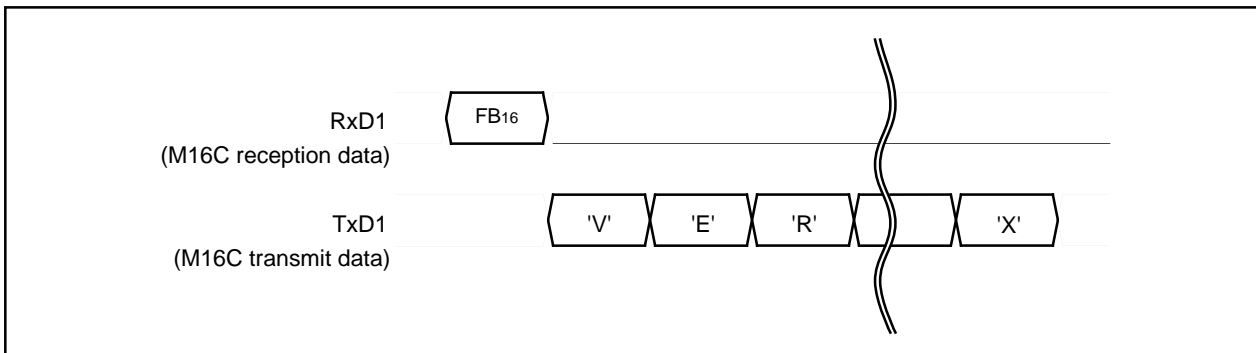 RxD1
(M16C reception data)
FB16
TxD1
(M16C transmit data)
'V' 'E' 'R' 'X'